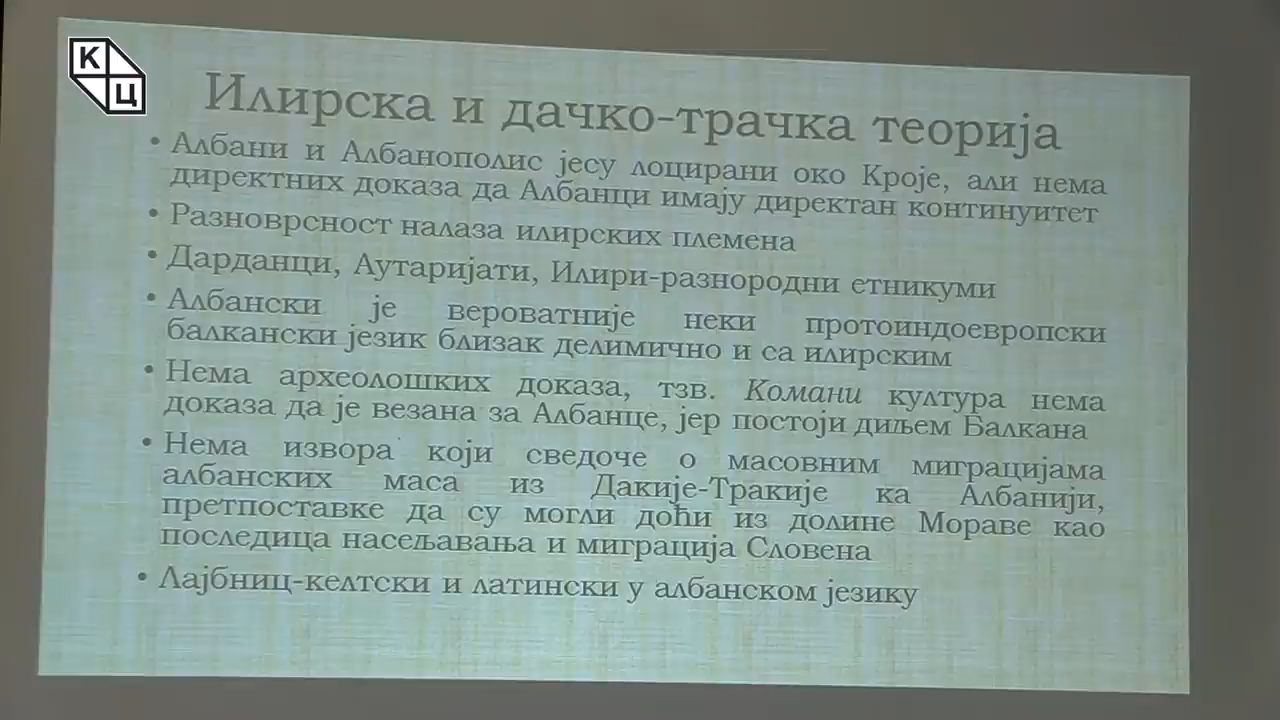 К
Ц
Илирска и дачко-трачка теорија
• Албани и Албанополис јесу лоцирани око Кроје, али нема
директних доказа да Албанци имају директан континуитет
• Разноврсност налаза илирских племена
• Дарданци, Аутаријати, Илири-разнородни етникуми
• Албански је вероватније неки протоиндоевропски
балкански језик близак делимично и са илирским
• Нема археолошких доказа, тзв. Комани култура нема
доказа да је везана за Албанце, јер постоји диљем Балкана
• Нема извора који сведоче о масовним миграцијама
албанских маса из Дакије-Тракије ка Албанији,
претпоставке да су могли доћи из долине Мораве као
последица насељавања и миграција Словена
• Лајбниц-келтски и латински у албанском језику